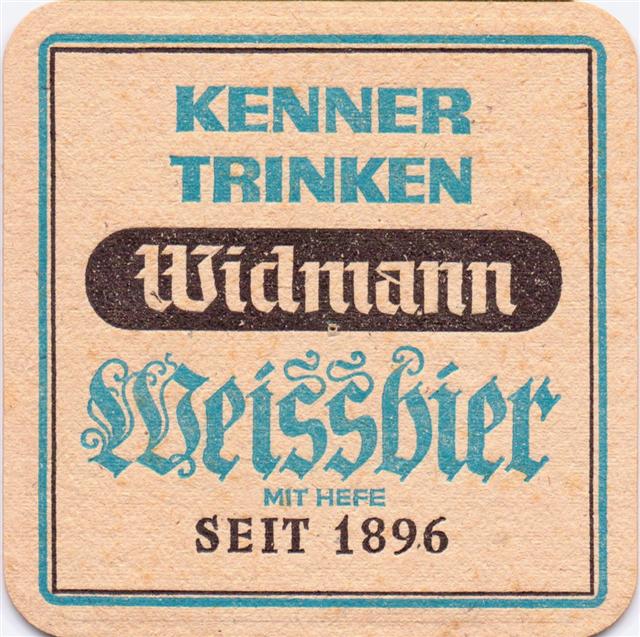 KENNER
TRINKEN
Widmann
Weissbier
MIT HEFE
SEIT 1896